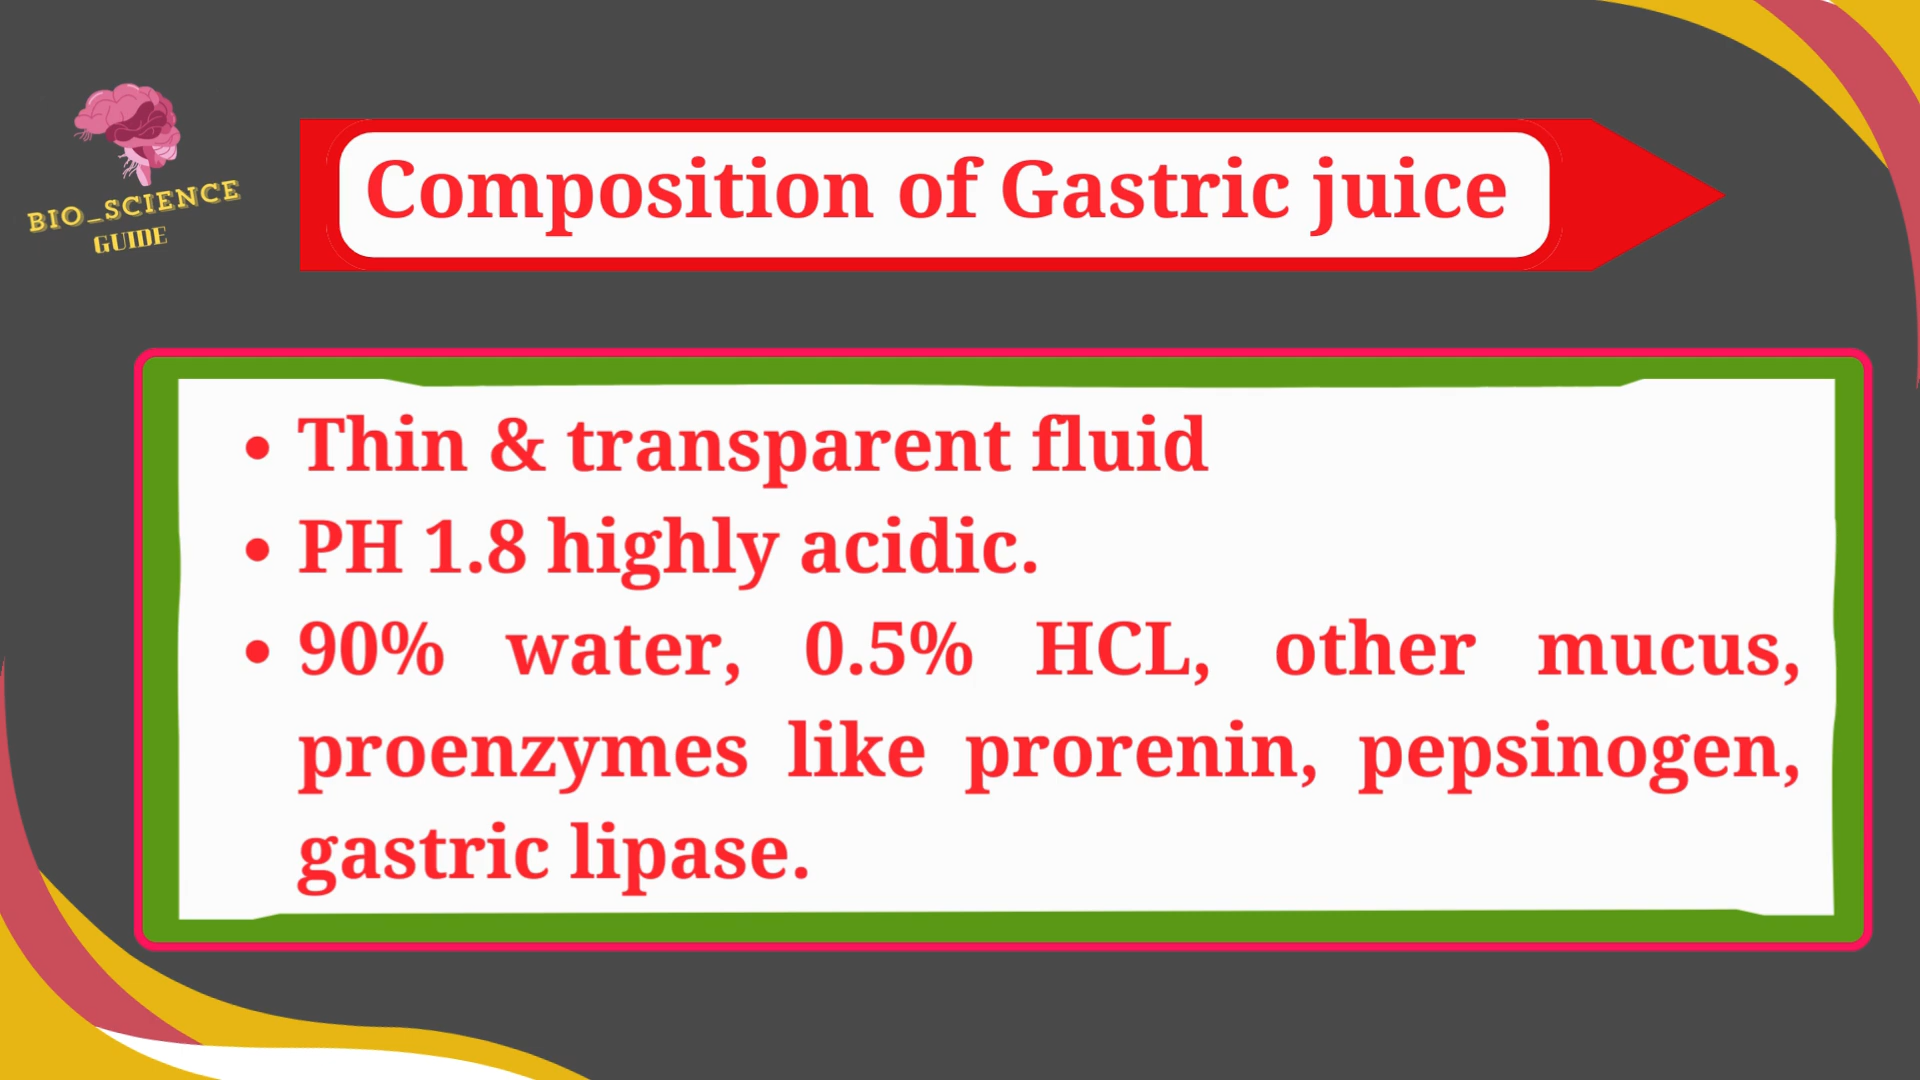 BIO_SCIENCE
GUIDE
Composition of Gastric juice
• Thin & transparent fluid
• PH 1.8 highly acidic.
• 90% water, 0.5% HCL, other mucus,
proenzymes like prorenin, pepsinogen,
gastric lipase.